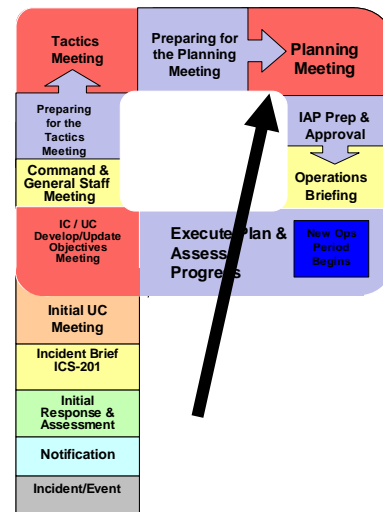 Tactics
Meeting
Preparing for
the Planning
Meeting
Planning
Meeting
Preparing
for the
Tactics
Meeting
IAP Prep &
Approval
Command &
General Staff
Meeting
Operations
Briefing
IC / UC
Develop/Update
Objectives
Meeting
Execute Plan &
Assess
Progress
New Ops
Period
Begins
Initial UC
Meeting
Incident Brief
ICS-201
Initial
Response &
Assessment
Notification
Incident/Event